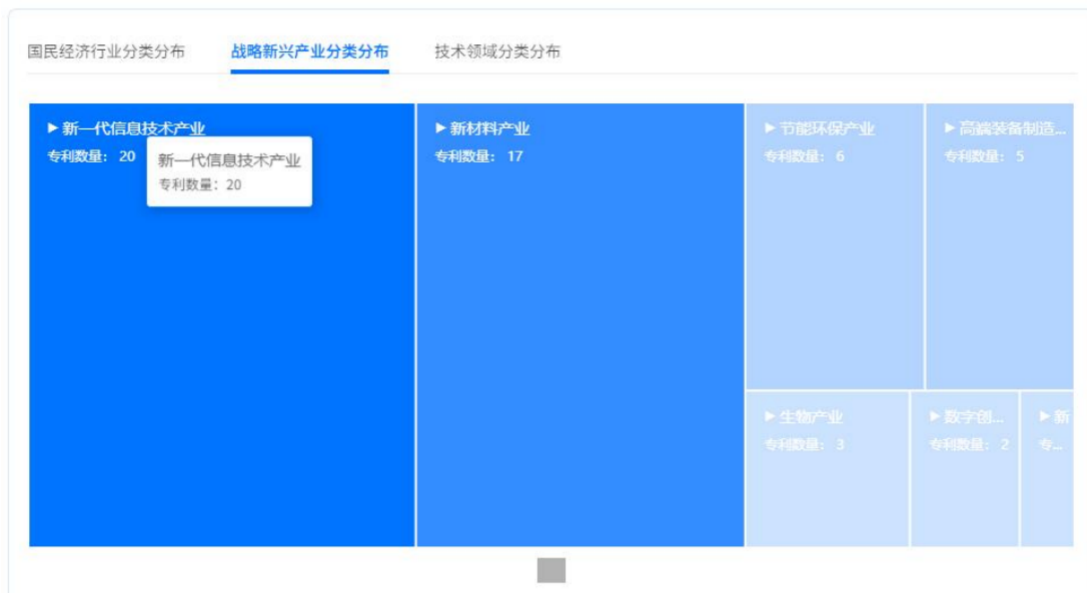 国民经济行业分类分布
战略新兴产业分类分布
技术领域分类分布
▶新一代信息技术产业
专利数量: 20
新一代信息技术产业
专利数量: 20
▶新材料产业
专利数量: 17
▶节能环保产业
专利数量: 6
▶高端装备制造...
专利数量: 5
▶生物产业
专利数量: 3
▶数字创...
专利数量: 2
▶新
专...